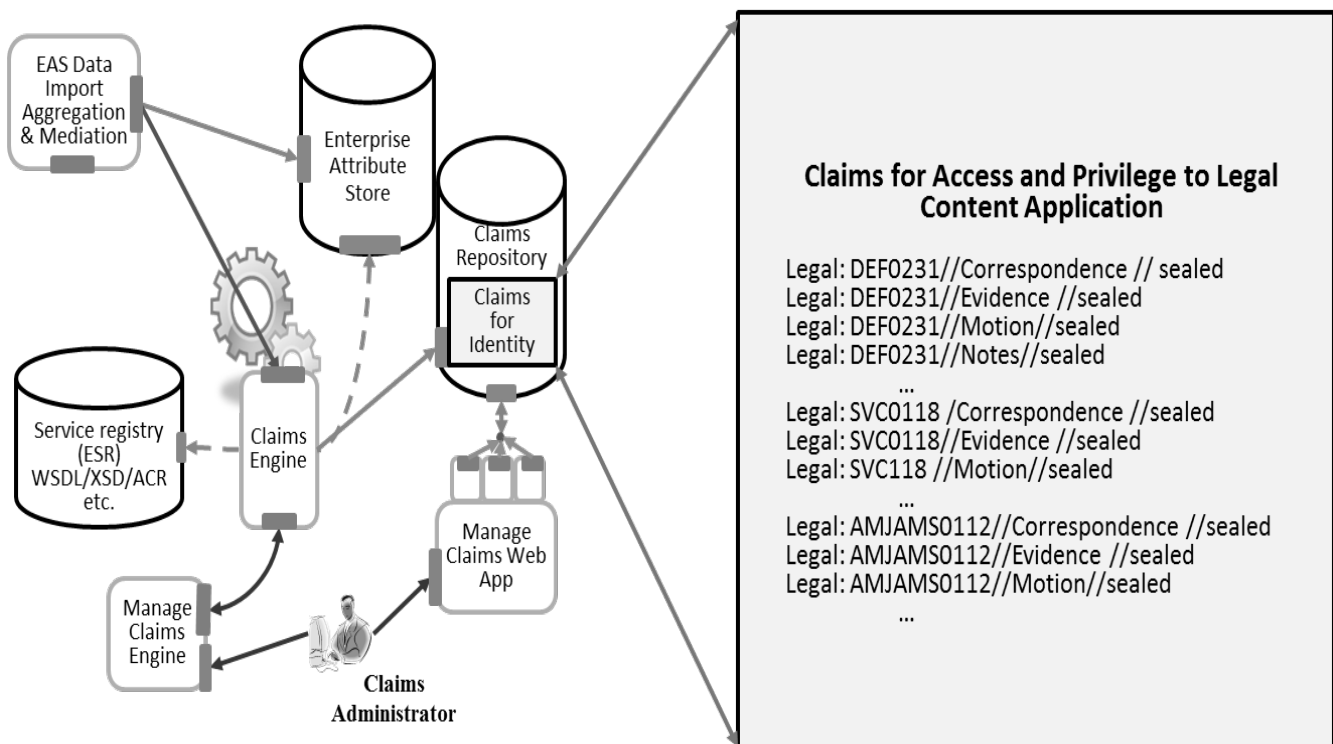 EAS Data
Import
Aggregation
& Mediation
Enterprise
Attribute
Store
Claims
Repository
Claims
for
Identity
Service registry
(ESR)
WSDL/XSD/ACR
etc.
Claims
Engine
Manage
Claims Web
App
Manage
Claims
Engine
Claims
Administrator
Claims for Access and Privilege to Legal
Content Application
Legal: DEF0231//Correspondence // sealed
Legal: DEF0231//Evidence //sealed
Legal: DEF0231//Motion//sealed
Legal: DEF0231//Notes//sealed
...
Legal: SVC0118 /Correspondence //sealed
Legal: SVC0118//Evidence //sealed
Legal: SVC118 //Motion//sealed
...
Legal: AMJAMS0112//Correspondence //sealed
Legal: AMJAMS0112//Evidence //sealed
Legal: AMJAMS0112//Motion//sealed
...